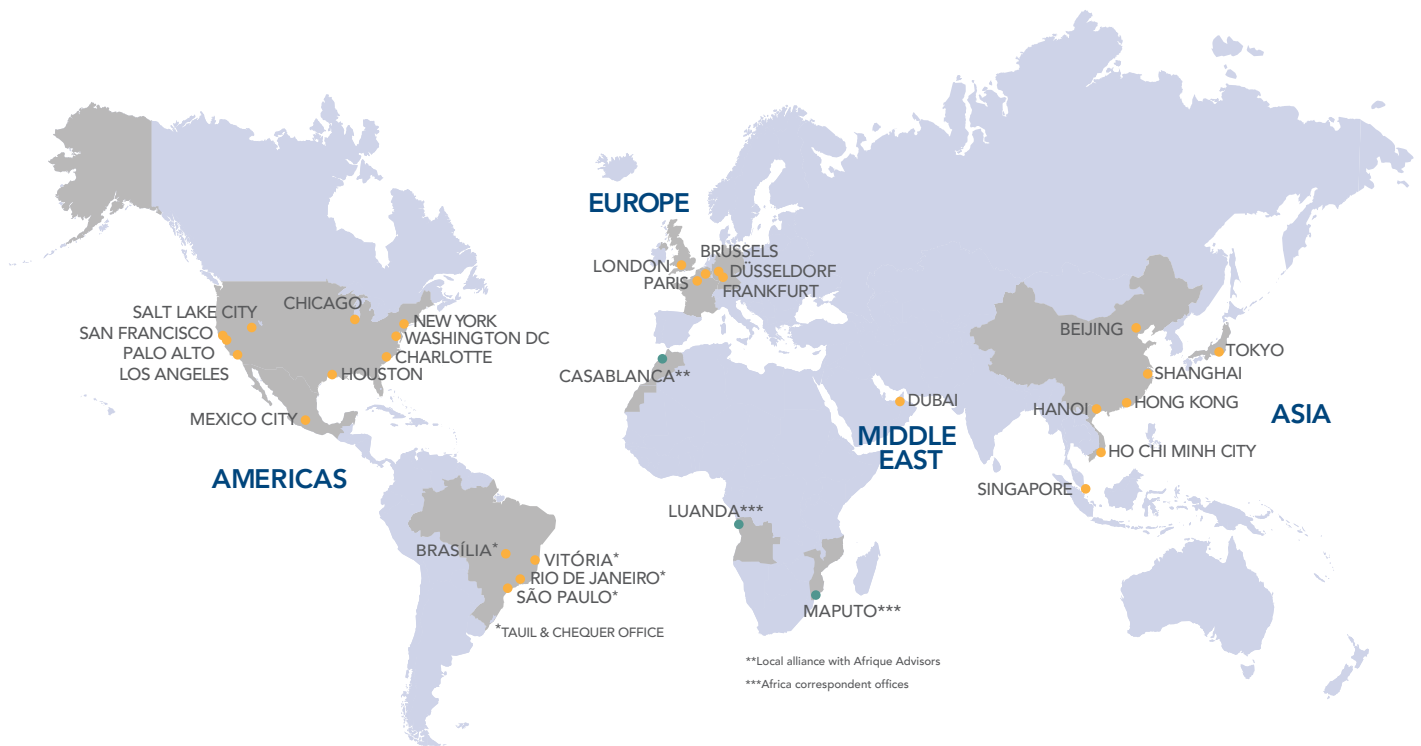 EUROPE
BRUSSELS
LONDON
DÜSSELDORF
PARIS
FRANKFURT
SALT LAKE CITY
CHICAGO
SAN FRANCISCO
NEW YORK
WASHINGTON DC
PALO ALTO
CHARLOTTE
LOS ANGELES
HOUSTON
MEXICO CITY
AMERICAS
BRASÍLIA*
VITÓRIA*
RIO DE JANEIRO*
SÃO PAULO*
*TAUIL & CHEQUER OFFICE
CASABLANCA**
LUANDA***
MAPUTO***
**Local alliance with Afrique Advisors
***Africa correspondent offices
DUBAI
MIDDLE
EAST
BEIJING
TOKYO
SHANGHAI
HONG KONG
HANOI
ASIA
HO CHI MINH CITY
SINGAPORE